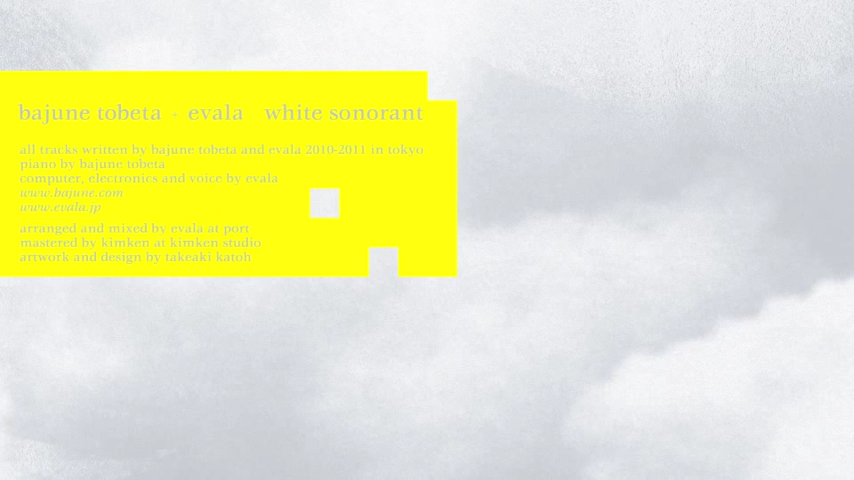 bajune tobeta · evala white sonorant
all tracks written by bajune tobeta and evala 2010-2011 in tokyo
piano by bajune tobeta
computer, electronics and voice by evala
www.bajune.com
www.evala.jp
arranged and mixed by evala at port
mastered by kimken at kimken studio
artwork and design by takeaki katoh